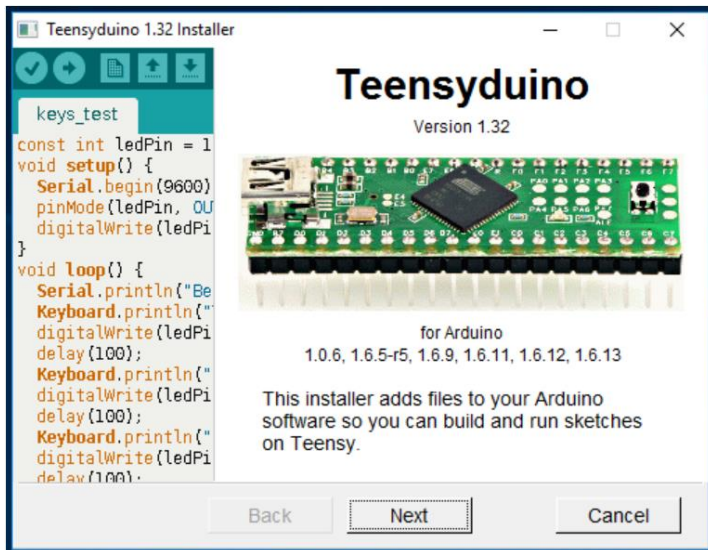 Teensyduino 1.32 Installer
keys_test
const int ledPin = 1
void setup() {
Serial.begin(9600)
pinMode(ledPin, OU
digitalWrite(ledPi
}
void loop() {
Serial.println("Be
Keyboard.println("
digitalWrite(ledPi
delay(100);
Keyboard.println("
digitalWrite(ledPi
delay(100);
Keyboard.println("
digitalWrite(ledPi
delay(100);
Teensyduino
Version 1.32
for Arduino
1.0.6, 1.6.5-r5, 1.6.9, 1.6.11, 1.6.12, 1.6.13
This installer adds files to your Arduino
software so you can build and run sketches
on Teensy.
Back
Next
Cancel